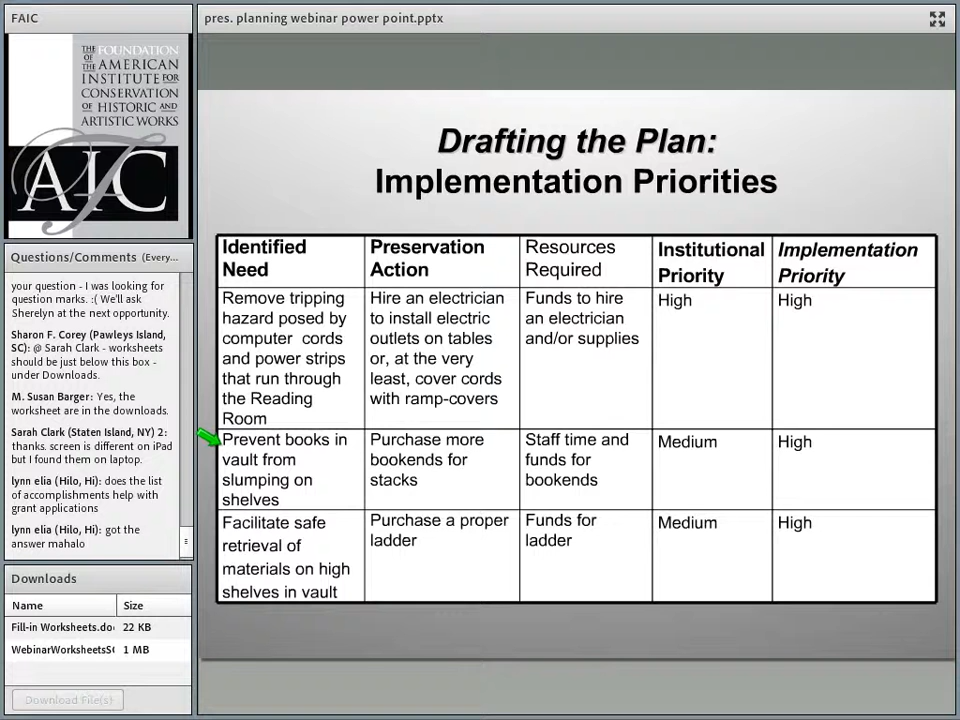 FAIC
THE FOUNDATION
OF THE AMERICAN
INSTITUTE FOR
CONSERVATION
OF HISTORIC AND
ARTISTIC WORKS
AIC
Questions/Comments (Every...
your question - I was looking for
question marks. :( We'll ask
Sherelyn at the next opportunity.
Sharon F. Corey (Pawleys Island,
SC): @ Sarah Clark - worksheets
should be just below this box -
under Downloads.
M. Susan Barger: Yes, the
worksheet are in the downloads.
Sarah Clark (Staten Island, NY) 2:
thanks. screen is different on iPad
but I found them on laptop.
lynn elia (Hilo, Hi): does the list
of accomplishments help with
grant applications
lynn elia (Hilo, Hi): got the
answer mahalo
Downloads
Name Size
Fill-in Worksheets.do 22 KB
WebinarWorksheetsS 1 MB
Download File(s)
pres. planning webinar power point.pptx
Drafting the Plan:
Implementation Priorities
Identified
Need
Preservation
Action
Resources
Required
Institutional
Priority
Implementation
Priority
Remove tripping
hazard posed by
computer cords
and power strips
that run through
the Reading
Room
Hire an electrician
to install electric
outlets on tables
or, at the very
least, cover cords
with ramp-covers
Funds to hire
an electrician
and/or supplies
High
High
Prevent books in
vault from
slumping on
shelves
Purchase more
bookends for
stacks
Staff time and
funds for
bookends
Medium
High
Facilitate safe
retrieval of
materials on high
shelves in vault
Purchase a proper
ladder
Funds for
ladder
Medium
High